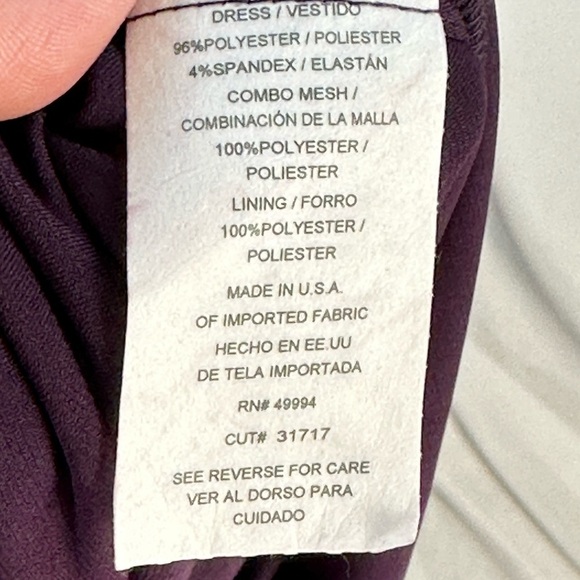 DRESS / VESTIDO
96%POLYESTER / POLIESTER
4%SPANDEX / ELASTÁN
COMBO MESH /
COMBINACIÓN DE LA MALLA
100%POLYESTER /
POLIESTER
LINING / FORRO
100%POLYESTER /
POLIESTER
MADE IN U.S.A.
OF IMPORTED FABRIC
HECHO EN EE.UU
DE TELA IMPORTADA
RN# 49994
CUT# 31717
SEE REVERSE FOR CARE
VER AL DORSO PARA
CUIDADO